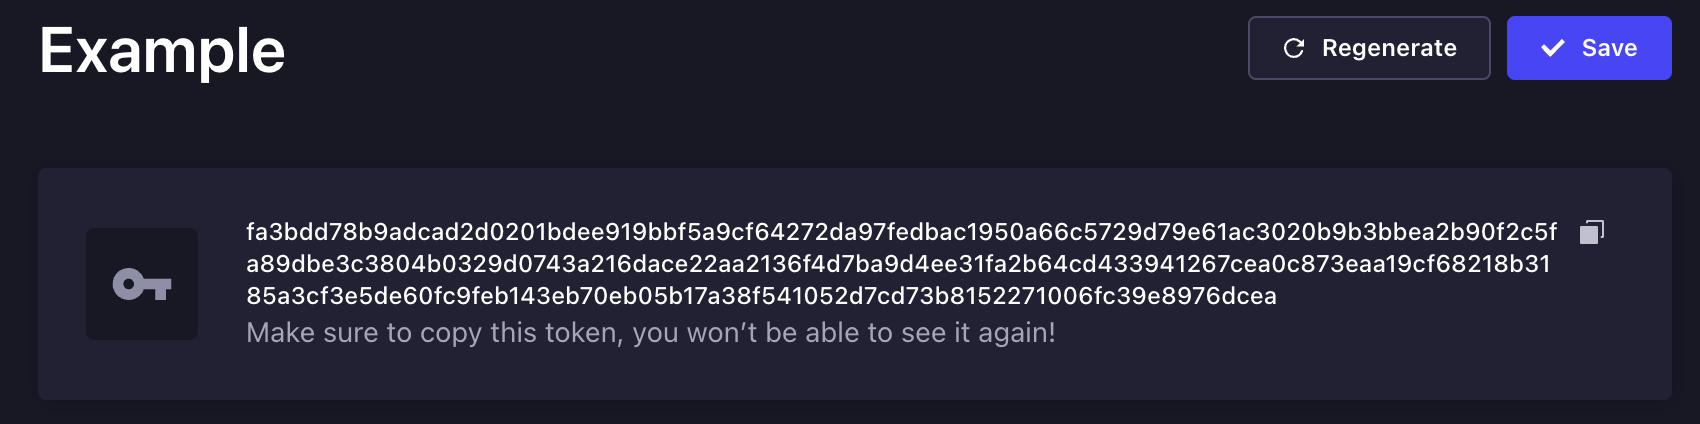 Example
Regenerate
Save
fa3bdd78b9adcad2d0201bdee919bbf5a9cf64272da97fedbac1950a66c5729d79e61ac3020b9b3bbea2b90f2c5f
a89dbe3c3804b0329d0743a216dace22aa2136f4d7ba9d4ee31fa2b64cd433941267cea0c873eaa19cf68218b31
85a3cf3e5de60fc9feb143eb70eb05b17a38f541052d7cd73b8152271006fc39e8976dcea
Make sure to copy this token, you won’t be able to see it again!